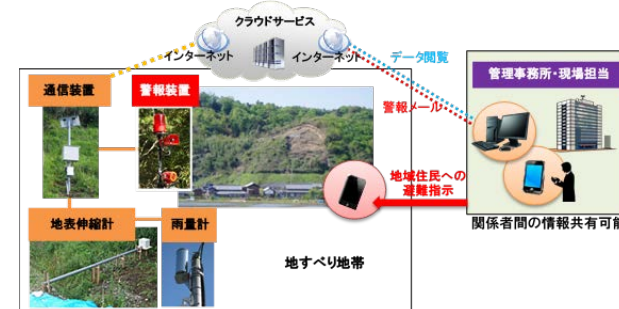 クラウドサービス
インターネット
インターネット
データ閲覧
警報メール
通信装置
警報装置
管理事務所・現場担当
地域住民への
避難指示
関係者間の情報共有可能
地表伸縮計
雨量計
地すべり地帯